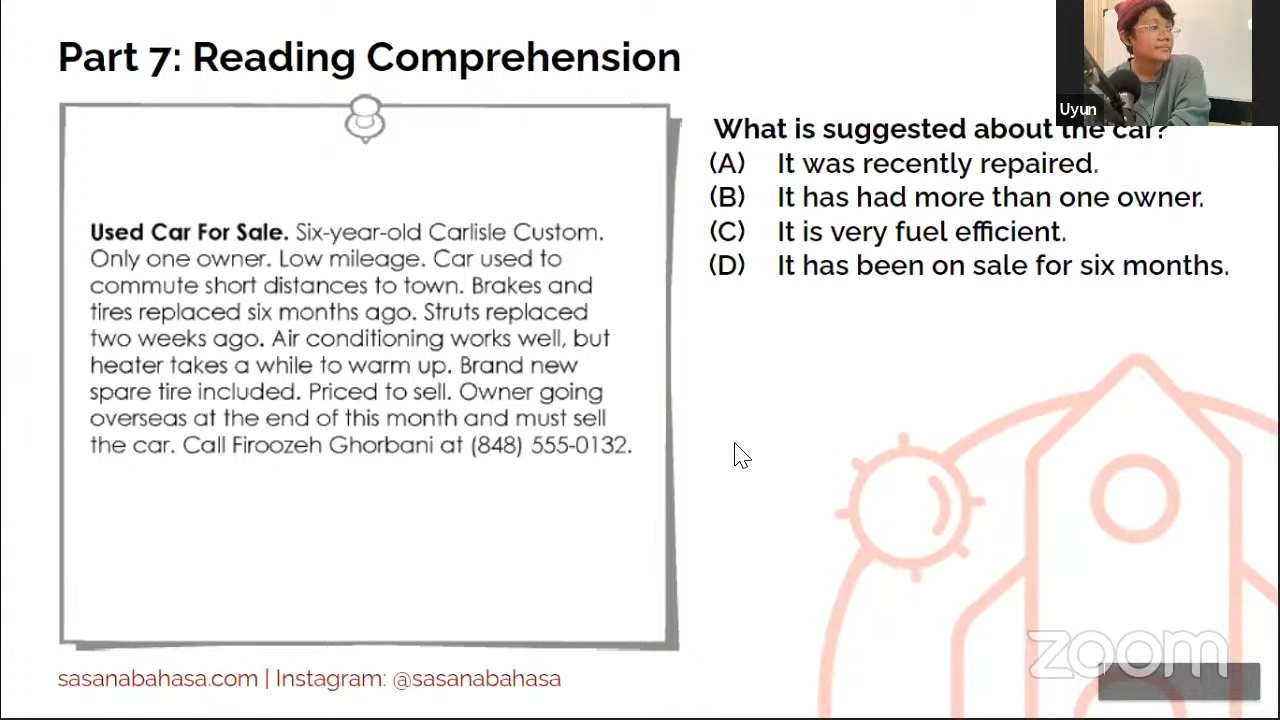 Part 7: Reading Comprehension
Uyun
Used Car For Sale. Six-year-old Carlisle Custom.
Only one owner. Low mileage. Car used to
commute short distances to town. Brakes and
tires replaced six months ago. Struts replaced
two weeks ago. Air conditioning works well, but
heater takes a while to warm up. Brand new
spare tire included. Priced to sell. Owner going
overseas at the end of this month and must sell
the car. Call Firoozeh Ghorbani at (848) 555-0132.
What is suggested about the car?
(A) It was recently repaired.
(B) It has had more than one owner.
(C) It is very fuel efficient.
(D) It has been on sale for six months.
sasanabahasa.com | Instagram: @sasanabahasa
zoom